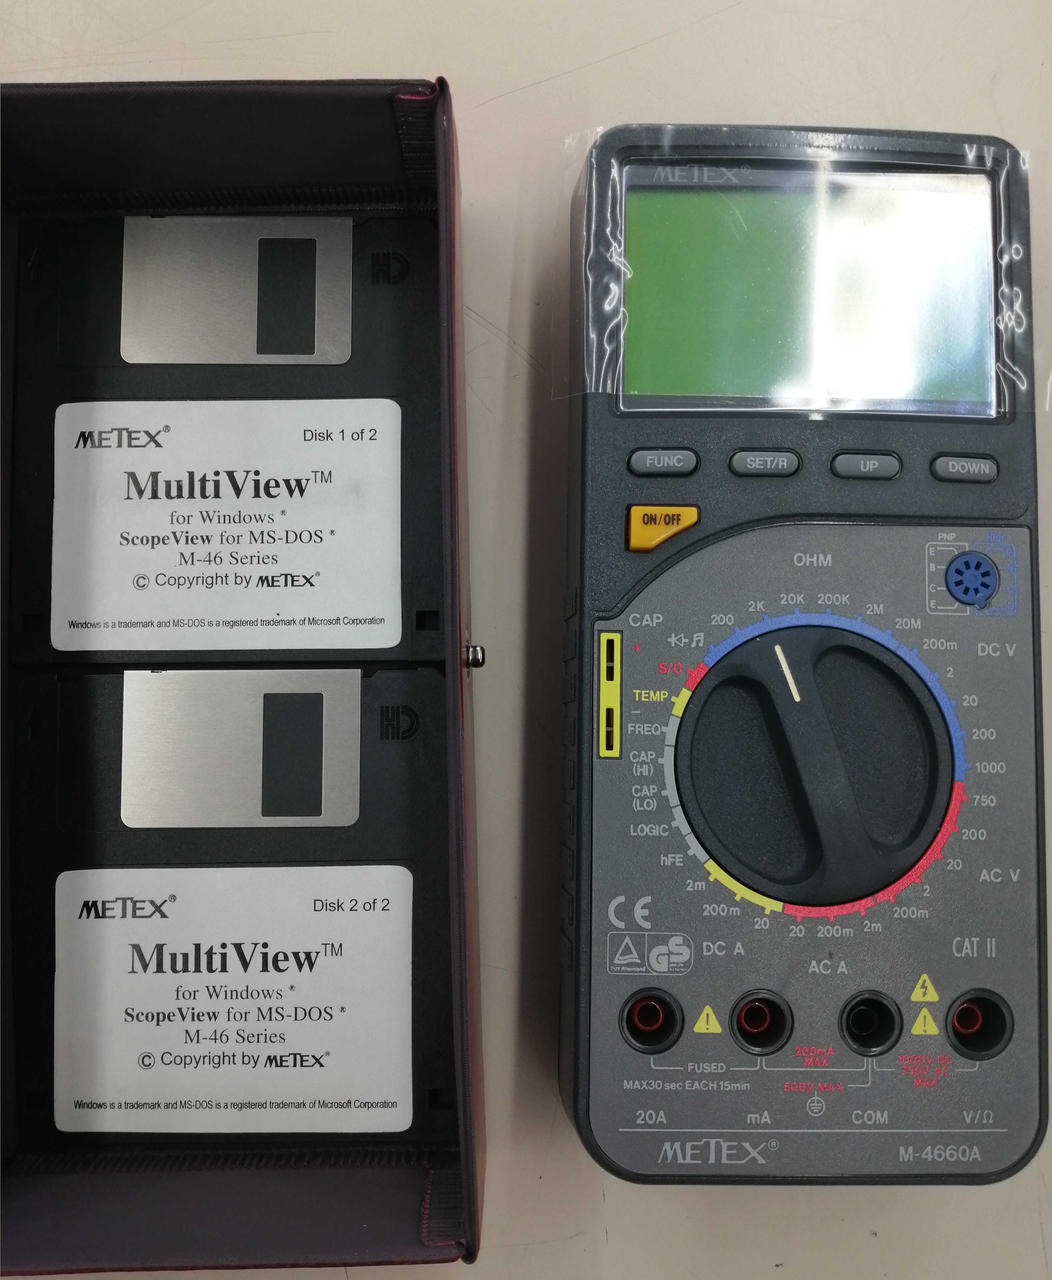 HD
METEX®
Disk 1 of 2
MultiView™
for Windows ®
ScopeView for MS-DOS ®
M-46 Series
© Copyright by METEX®
Windows is a trademark and MS-DOS is a registered trademark of Microsoft Corporation
HD
METEX®
Disk 2 of 2
MultiView™
for Windows ®
ScopeView for MS-DOS ®
M-46 Series
© Copyright by METEX®
Windows is a trademark and MS-DOS is a registered trademark of Microsoft Corporation
METEX®
FUNC SET/R UP DOWN
ON/OFF
OHM
PNP
E
B
C
E
CAP
200 2K 20K 200K 2M 20M
DC V
200m
2
20
200
1000
AC V
750
200
20
2
200m
AC A
2m
200m
20
DC A
20
200m
2m
hFE
LOGIC
CAP
(LO)
CAP
(HI)
FREQ
TEMP
S/O
+
−
CE
TÜV Rheinland
GS
CAT II
FUSED
MAX30 sec EACH 15min
200mA
MAX
500V MAX
MAX
20A mA COM V/Ω
METEX® M-4660A